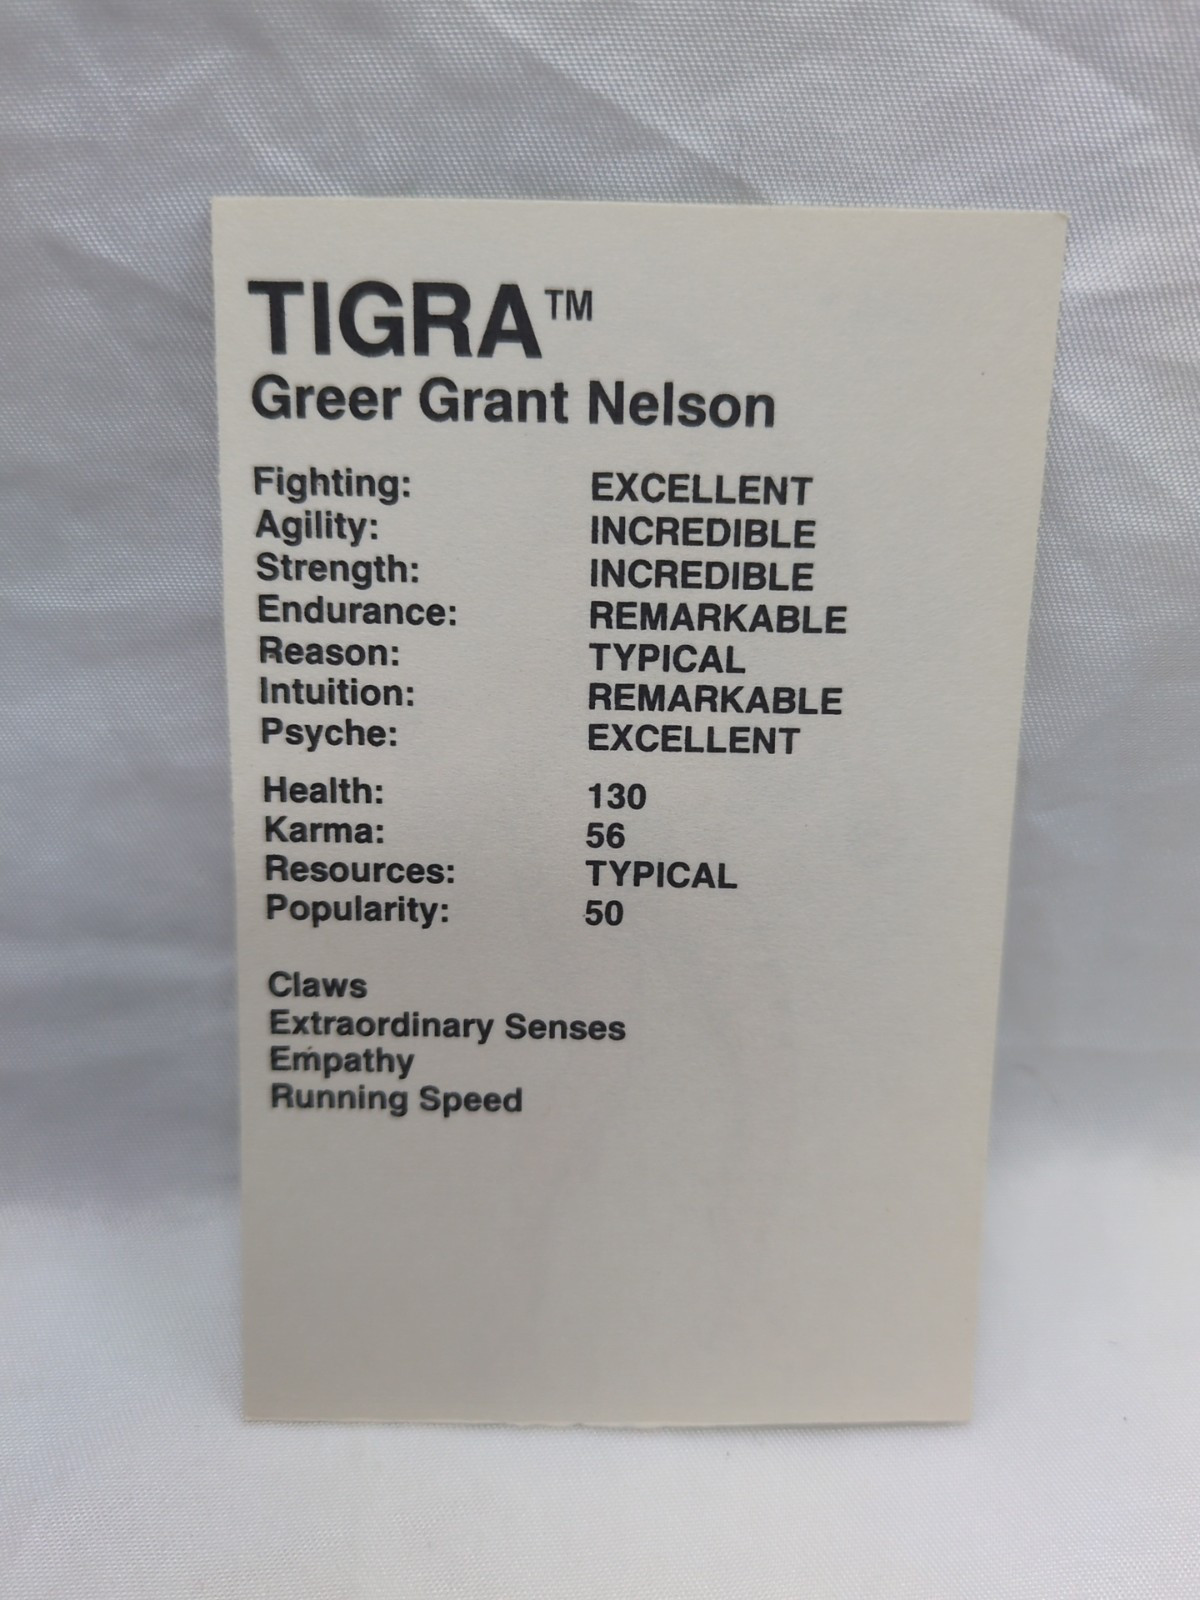 TIGRA™
Greer Grant Nelson
Fighting: EXCELLENT
Agility: INCREDIBLE
Strength: INCREDIBLE
Endurance: REMARKABLE
Reason: TYPICAL
Intuition: REMARKABLE
Psyche: EXCELLENT
Health: 130
Karma: 56
Resources: TYPICAL
Popularity: 50
Claws
Extraordinary Senses
Empathy
Running Speed